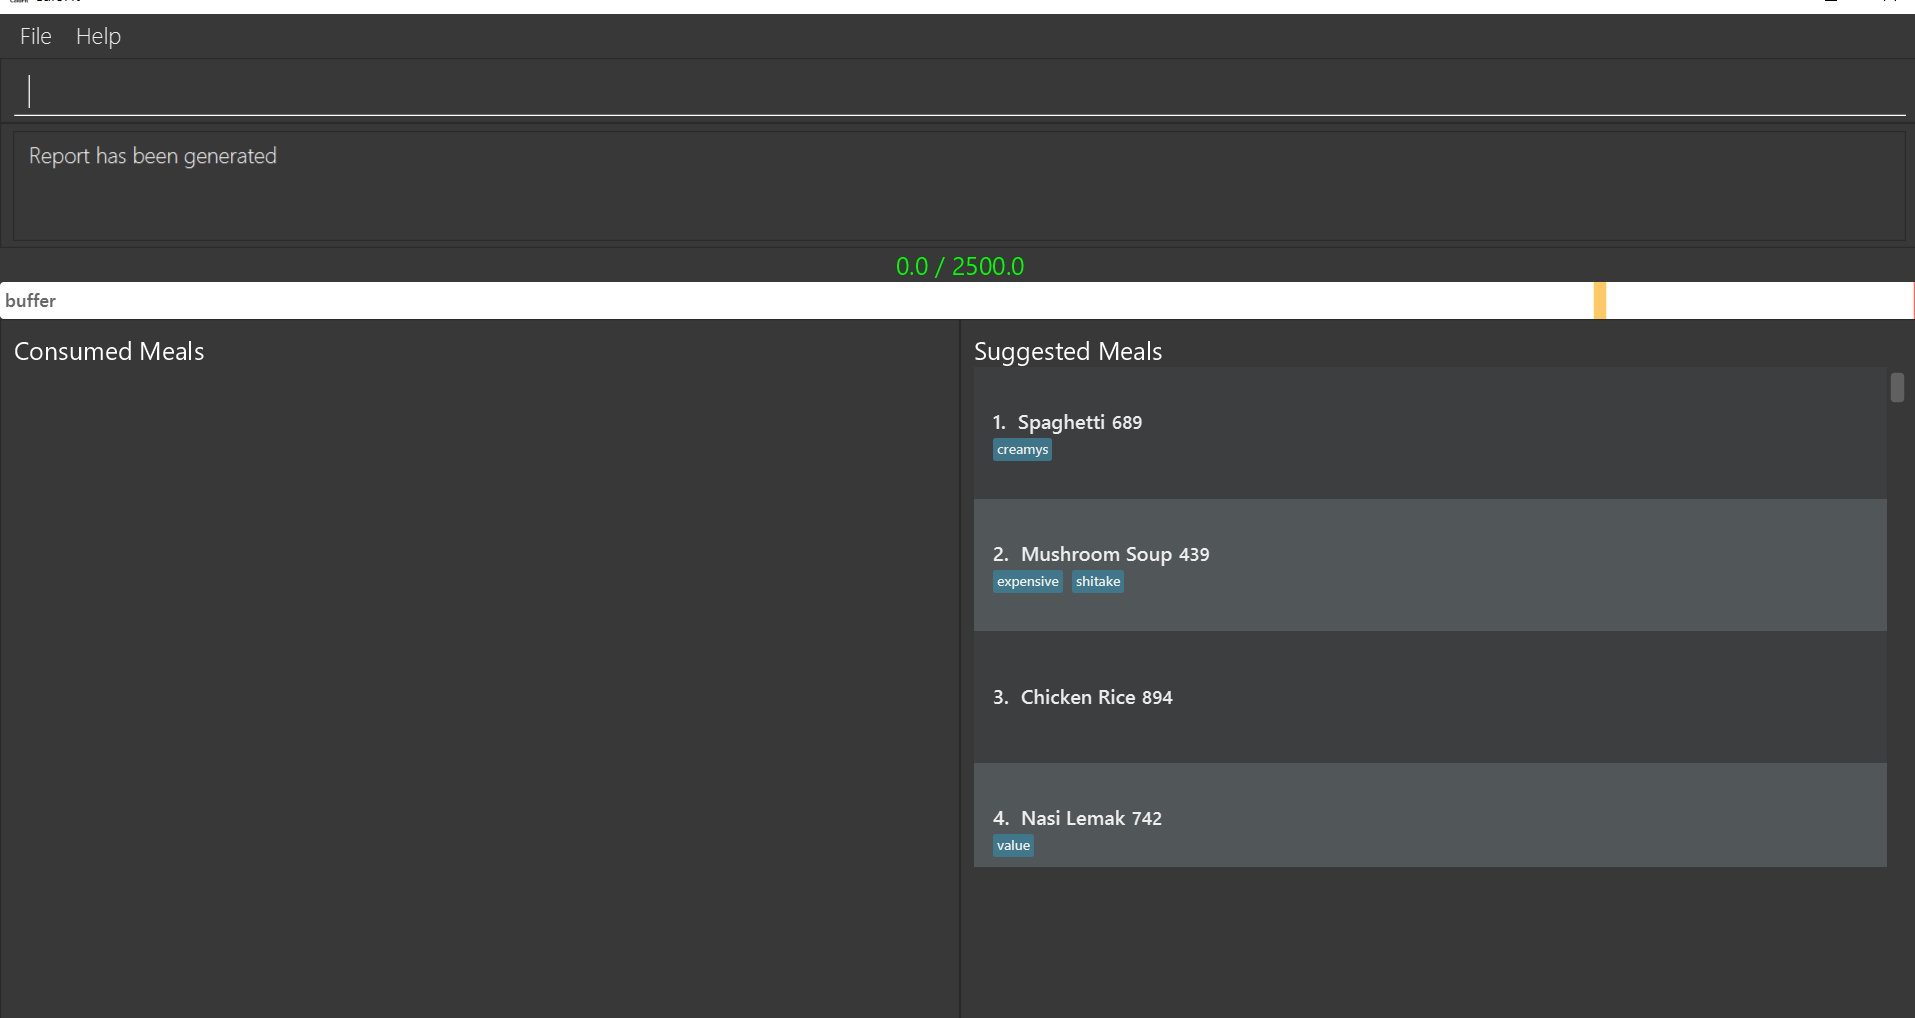 File Help
Report has been generated
0.0 / 2500.0
buffer
Consumed Meals
Suggested Meals
1. Spaghetti 689
creamys
2. Mushroom Soup 439
expensive shitake
3. Chicken Rice 894
4. Nasi Lemak 742
value